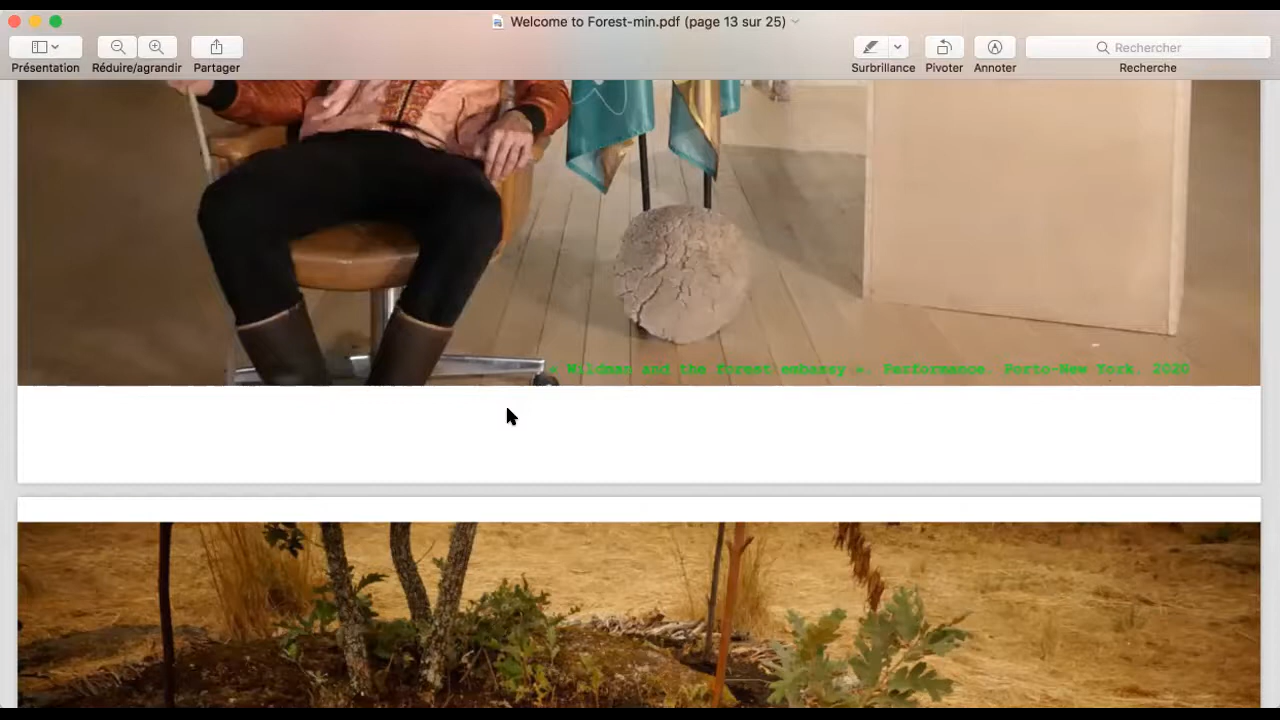 Welcome to Forest-min.pdf (page 13 sur 25)
Présentation
Réduire/agrandir
Partager
Surbrillance
Pivoter
Annoter
Rechercher
Recherche
« Wildman and the forest embassy ». Performance. Porto-New York. 2020